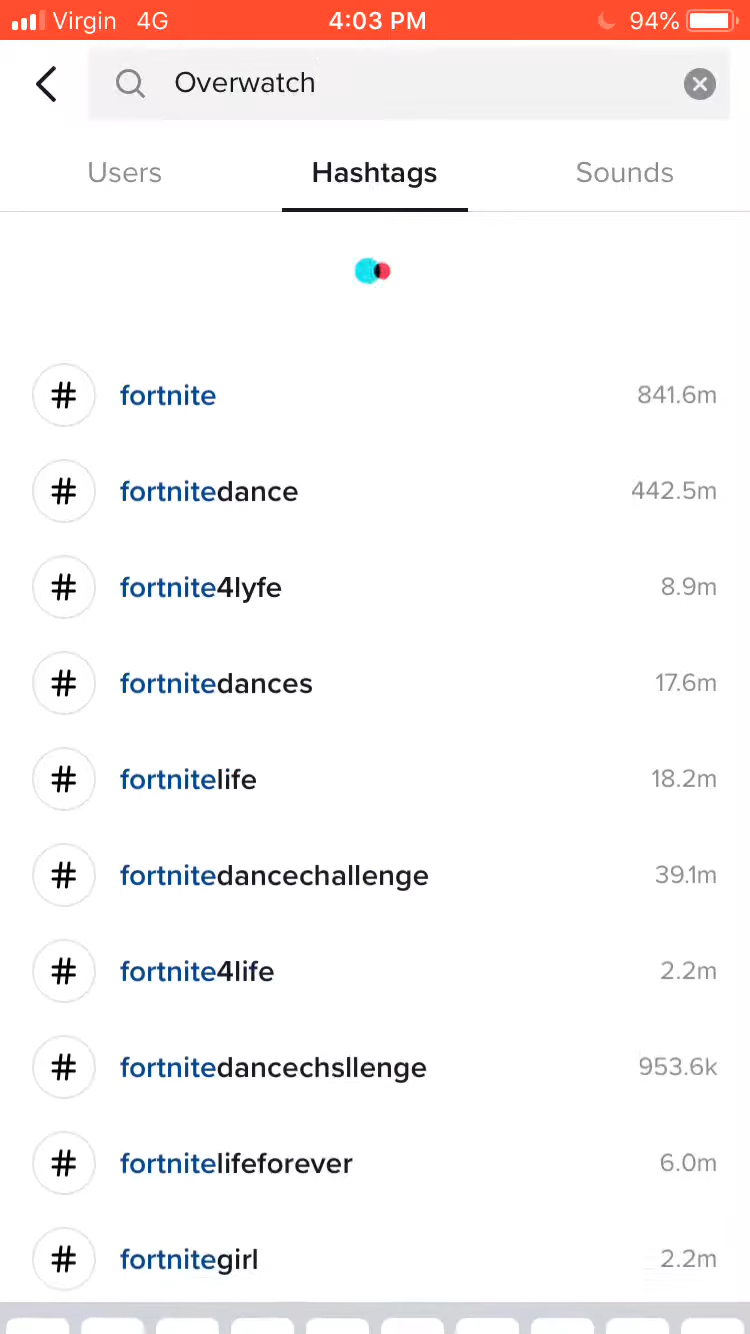 Virgin 4G 4:03 PM 94%
Overwatch
Users Hashtags Sounds
# fortnite 841.6m
# fortnitedance 442.5m
# fortnite4lyfe 8.9m
# fortnitedances 17.6m
# fortnitelife 18.2m
# fortnitedancechallenge 39.1m
# fortnite4life 2.2m
# fortnitedancechsllenge 953.6k
# fortnitelifeforever 6.0m
# fortnitegirl 2.2m